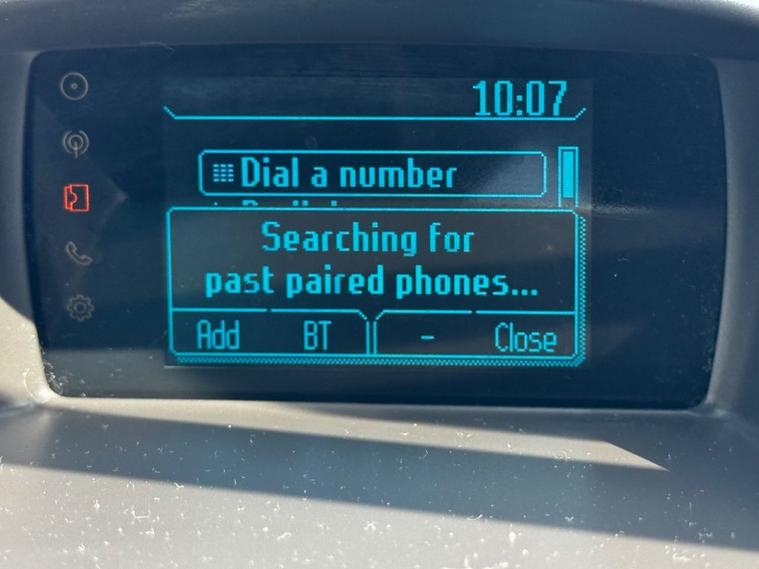 10:07
Dial a number
Searching for
past paired phones...
Add BT - Close